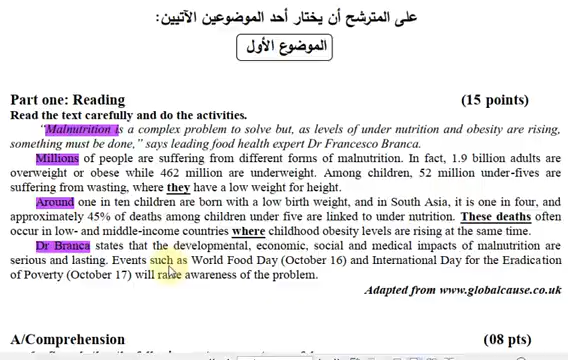 على المترشح أن يختار أحد الموضوعين الآتيين:
الموضوع الأول
Part one: Reading (15 points)
Read the text carefully and do the activities.
“Malnutrition is a complex problem to solve but, as levels of under nutrition and obesity are rising,
something must be done,” says leading food health expert Dr Francesco Branca.
Millions of people are suffering from different forms of malnutrition. In fact, 1.9 billion adults are
overweight or obese while 462 million are underweight. Among children, 52 million under-fives are
suffering from wasting, where they have a low weight for height.
Around one in ten children are born with a low birth weight, and in South Asia, it is one in four, and
approximately 45% of deaths among children under five are linked to under nutrition. These deaths often
occur in low- and middle-income countries where childhood obesity levels are rising at the same time.
Dr Branca states that the developmental, economic, social and medical impacts of malnutrition are
serious and lasting. Events such as World Food Day (October 16) and International Day for the Eradication
of Poverty (October 17) will raise awareness of the problem.
Adapted from www.globalcause.co.uk
A/Comprehension (08 pts)